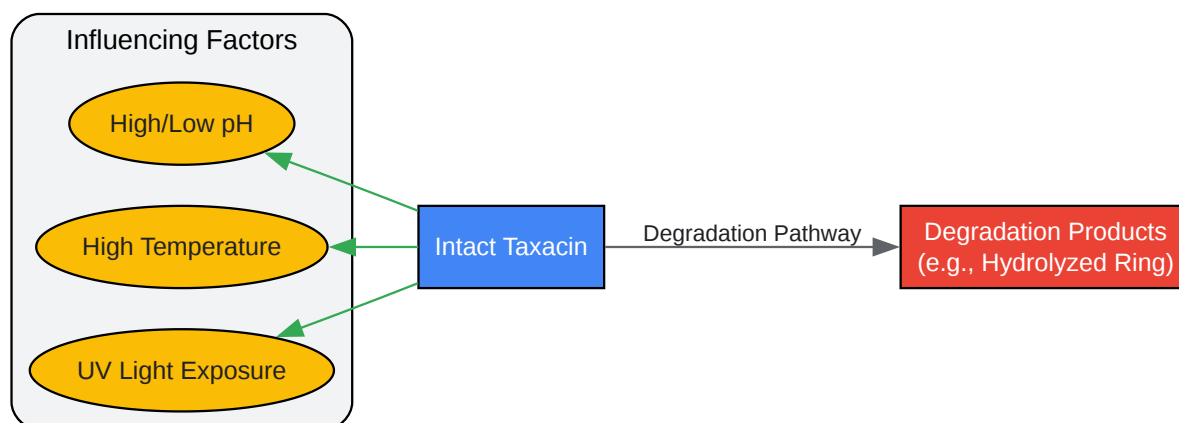 Influencing Factors
High/Low pH
High Temperature
UV Light Exposure
Intact Taxacin
Degradation Pathway
Degradation Products
(e.g., Hydrolyzed Ring)